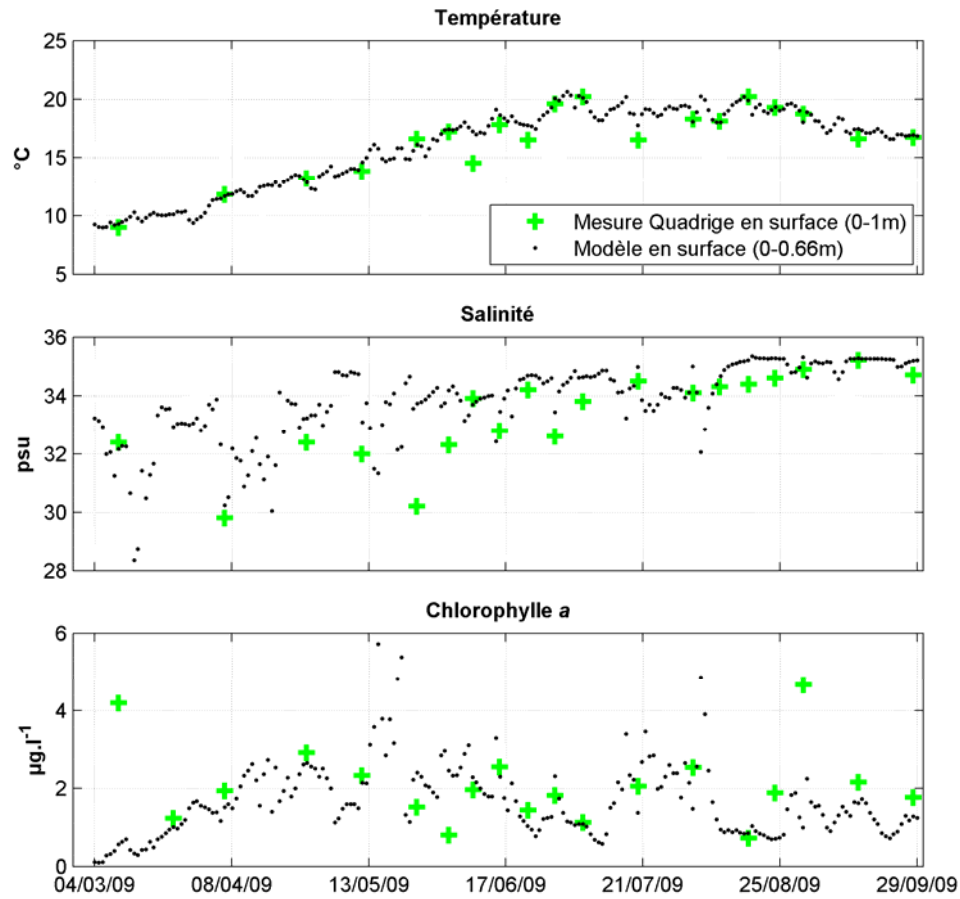 Température
25
20
15
10
5
°C
Mesure Quadrige en surface (0-1m)
Modèle en surface (0-0.66m)
Salinité
36
34
32
30
28
psu
Chlorophylle a
6
4
2
0
µg.l-1
04/03/09 08/04/09 13/05/09 17/06/09 21/07/09 25/08/09 29/09/09